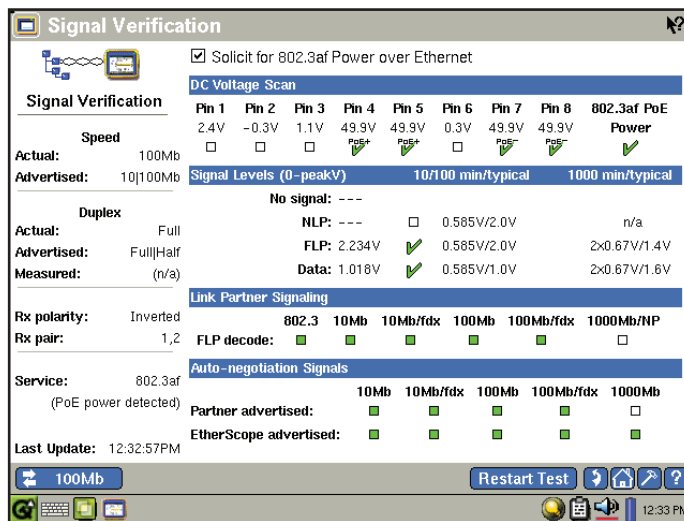 Signal Verification
Signal Verification
Speed
Actual: 100Mb
Advertised: 10|100Mb
Duplex
Actual: Full
Advertised: Full|Half
Measured: (n/a)
Rx polarity: Inverted
Rx pair: 1,2
Service: 802.3af
(PoE power detected)
Last Update: 12:32:57PM
Solicit for 802.3af Power over Ethernet
DC Voltage Scan
Pin 1 Pin 2 Pin 3 Pin 4 Pin 5 Pin 6 Pin 7 Pin 8 802.3af PoE
2.4V -0.3V 1.1V 49.9V 49.9V 0.3V 49.9V 49.9V Power
PoE+ PoE+ PoE- PoE-
Signal Levels (0-peakV) 10/100 min/typical 1000 min/typical
No signal: ---
NLP: --- 0.585V/2.0V n/a
FLP: 2.234V 0.585V/2.0V 2x0.67V/1.4V
Data: 1.018V 0.585V/1.0V 2x0.67V/1.6V
Link Partner Signaling
802.3 10Mb 10Mb/fdx 100Mb 100Mb/fdx 1000Mb/NP
FLP decode:
Auto-negotiation Signals
10Mb 10Mb/fdx 100Mb 100Mb/fdx 1000Mb
Partner advertised:
EtherScope advertised:
100Mb Restart Test ?
12:33 PM